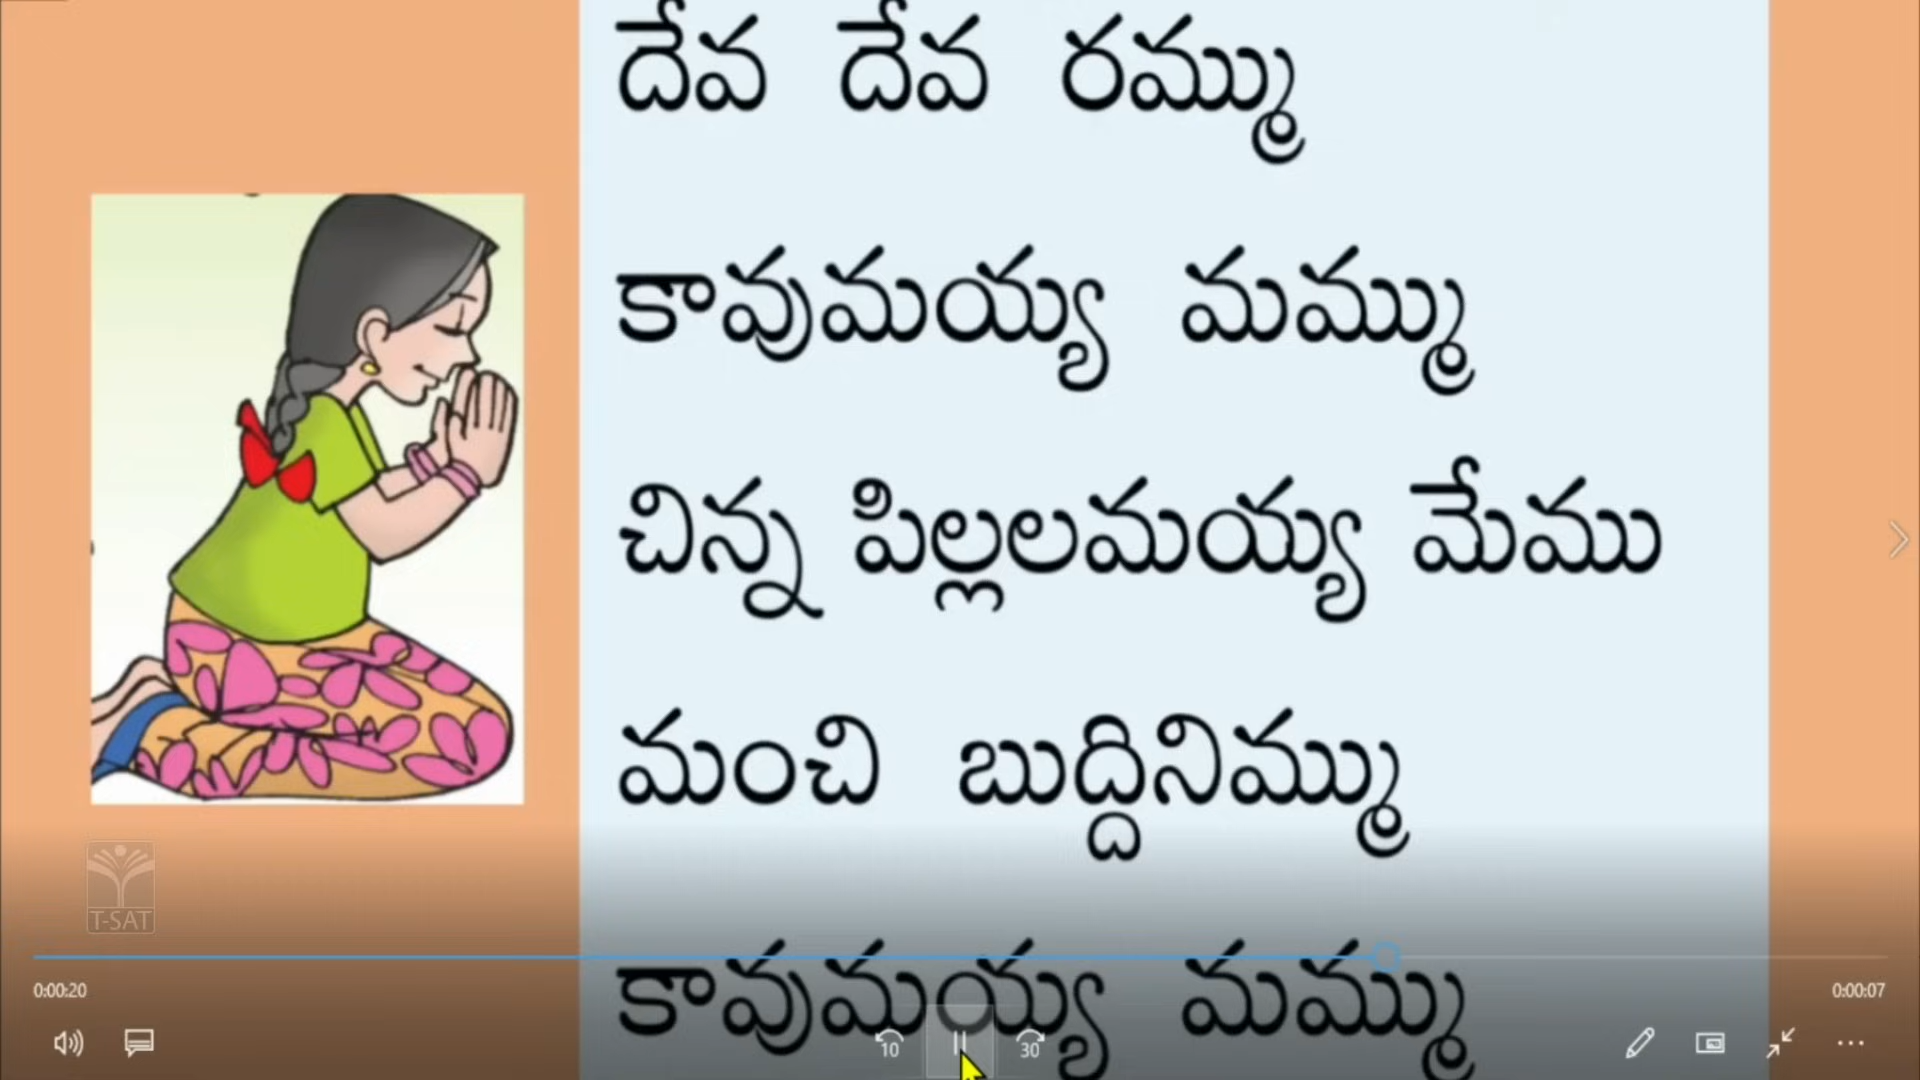 దేవ దేవ రమ్ము
కావుమయ్య మమ్ము
చిన్న పిల్లలమయ్య మేము
మంచి బుద్దినిమ్ము
T-SAT
కావుమయ్య మమ్ము
0:00:20
0:00:07
10
30